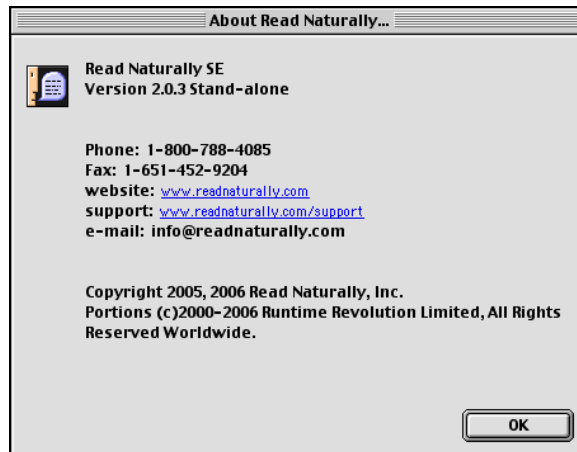 About Read Naturally...
Read Naturally SE
Version 2.0.3 Stand-alone
Phone: 1-800-788-4085
Fax: 1-651-452-9204
website: www.readnaturally.com
support: www.readnaturally.com/support
e-mail: info@readnaturally.com
Copyright 2005, 2006 Read Naturally, Inc.
Portions (c)2000-2006 Runtime Revolution Limited, All Rights
Reserved Worldwide.
OK